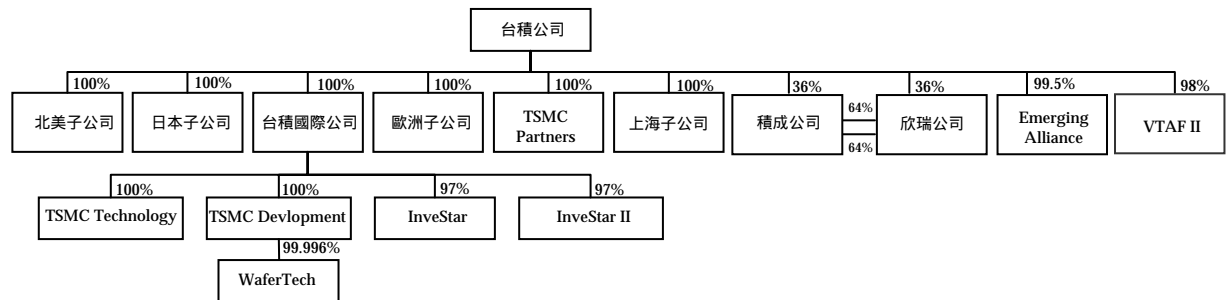 台積公司
100%
100%
100%
100%
100%
100%
36%
36%
99.5%
98%
北美子公司
日本子公司
台積國際公司
歐洲子公司
TSMC
Partners
上海子公司
積成公司
64%
64%
欣瑞公司
Emerging
Alliance
VTAF II
100%
100%
97%
97%
TSMC Technology
TSMC Devlopment
InveStar
InveStar II
99.996%
WaferTech